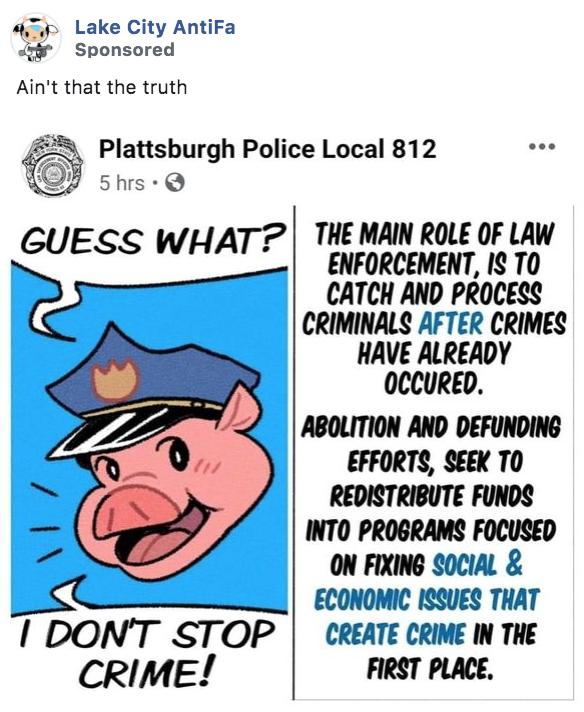 Lake City AntiFa
Sponsored
Ain't that the truth
Plattsburgh Police Local 812
5 hrs ·
GUESS WHAT?
I DON'T STOP
CRIME!
THE MAIN ROLE OF LAW
ENFORCEMENT, IS TO
CATCH AND PROCESS
CRIMINALS AFTER CRIMES
HAVE ALREADY
OCCURED.
ABOLITION AND DEFUNDING
EFFORTS, SEEK TO
REDISTRIBUTE FUNDS
INTO PROGRAMS FOCUSED
ON FIXING SOCIAL &
ECONOMIC ISSUES THAT
CREATE CRIME IN THE
FIRST PLACE.